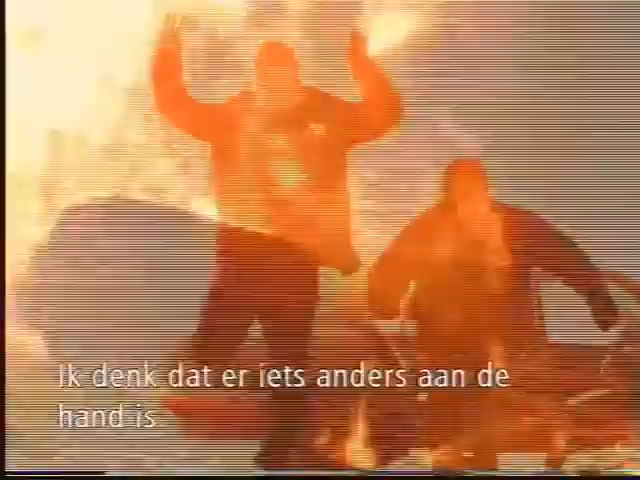 Ik denk dat er iets anders aan de
hand is.